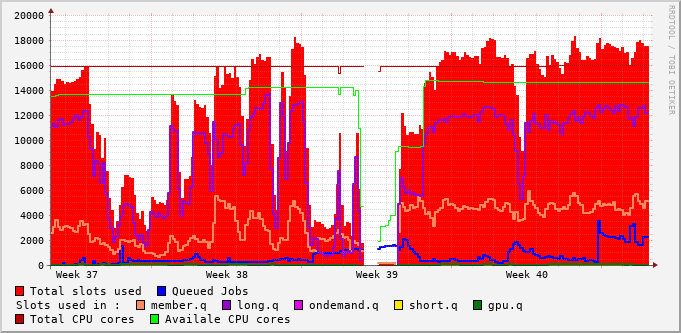 20000
18000
16000
14000
12000
10000
8000
6000
4000
2000
0
Week 37 Week 38 Week 39 Week 40
RRDTOOL / TOBI OETIKER
Total slots used Queued Jobs
Slots used in : member.q long.q ondemand.q short.q gpu.q
Total CPU cores Availale CPU cores